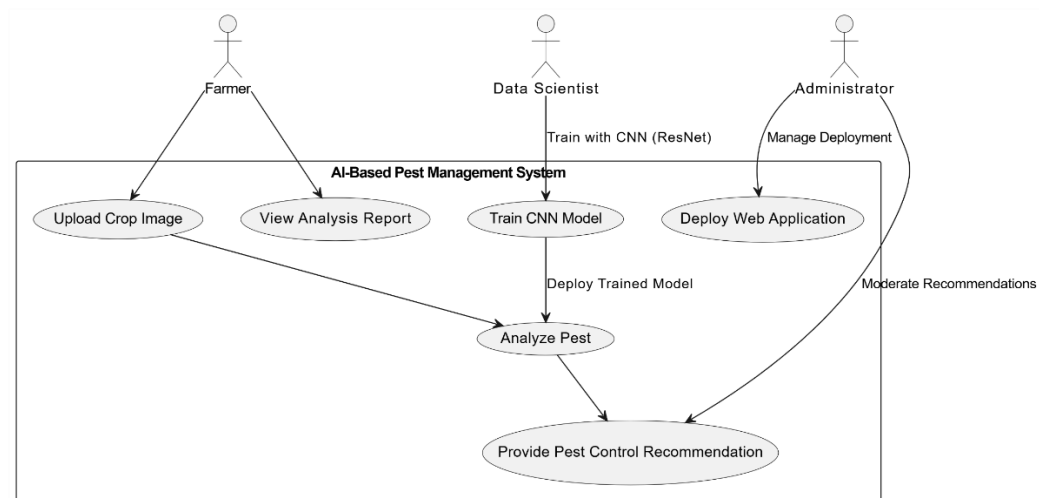 Farmer
Data Scientist
Administrator
Train with CNN (ResNet)
Manage Deployment
AI-Based Pest Management System
Upload Crop Image
View Analysis Report
Train CNN Model
Deploy Web Application
Deploy Trained Model
Moderate Recommendations
Analyze Pest
Provide Pest Control Recommendation